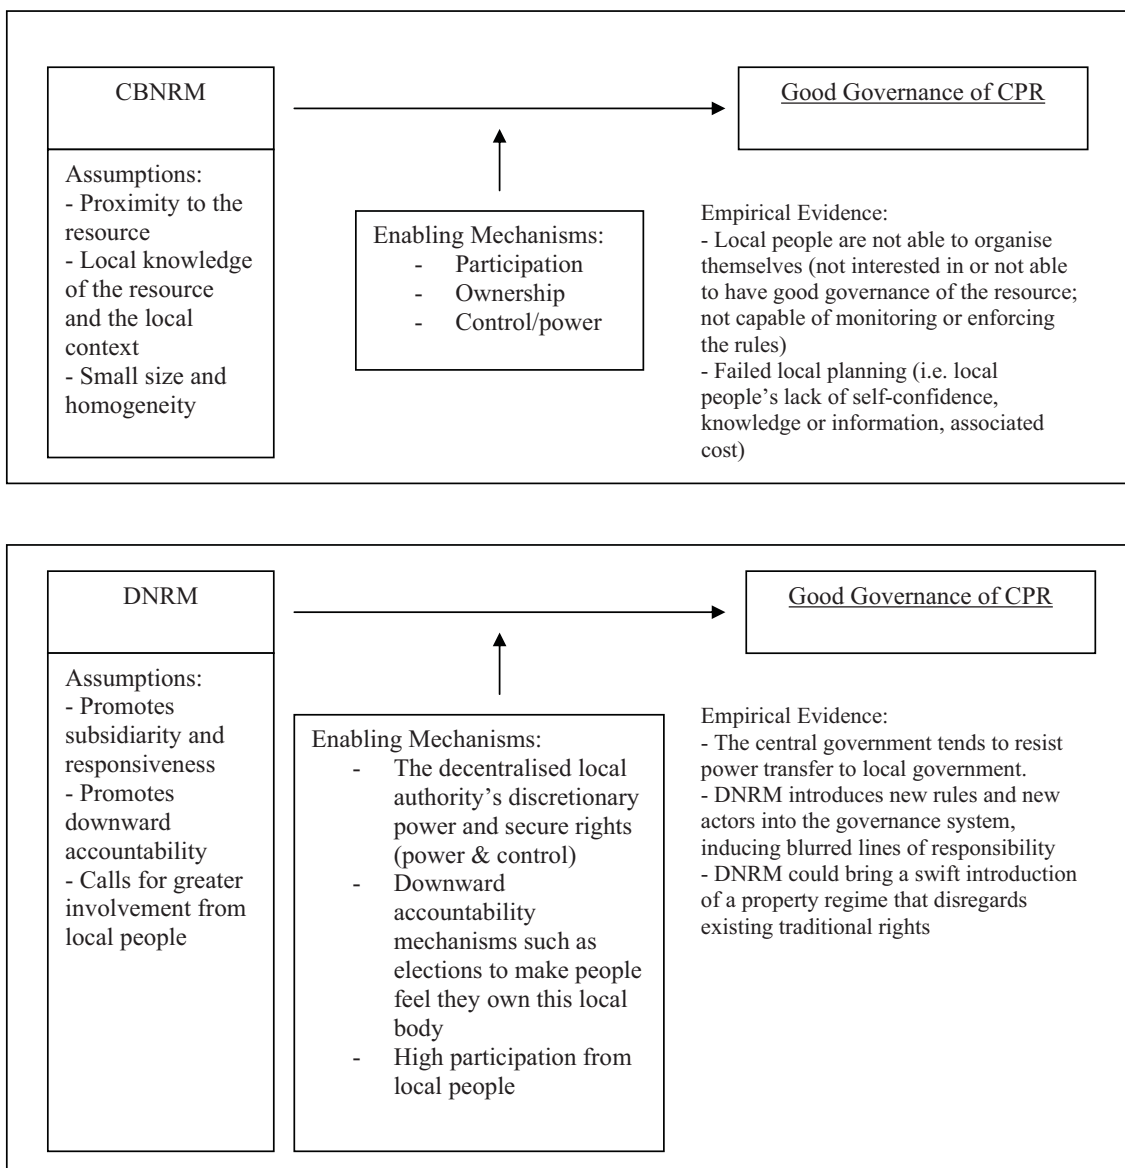 CBNRM
Assumptions:
- Proximity to the
resource
- Local knowledge
of the resource
and the local
context
- Small size and
homogeneity
Enabling Mechanisms:
- Participation
- Ownership
- Control/power
Good Governance of CPR
Empirical Evidence:
- Local people are not able to organise
themselves (not interested in or not able
to have good governance of the resource;
not capable of monitoring or enforcing
the rules)
- Failed local planning (i.e. local
people’s lack of self-confidence,
knowledge or information, associated
cost)
DNRM
Assumptions:
- Promotes
subsidiarity and
responsiveness
- Promotes
downward
accountability
- Calls for greater
involvement from
local people
Enabling Mechanisms:
- The decentralised local
authority’s discretionary
power and secure rights
(power & control)
- Downward
accountability
mechanisms such as
elections to make people
feel they own this local
body
- High participation from
local people
Good Governance of CPR
Empirical Evidence:
- The central government tends to resist
power transfer to local government.
- DNRM introduces new rules and new
actors into the governance system,
inducing blurred lines of responsibility
- DNRM could bring a swift introduction
of a property regime that disregards
existing traditional rights